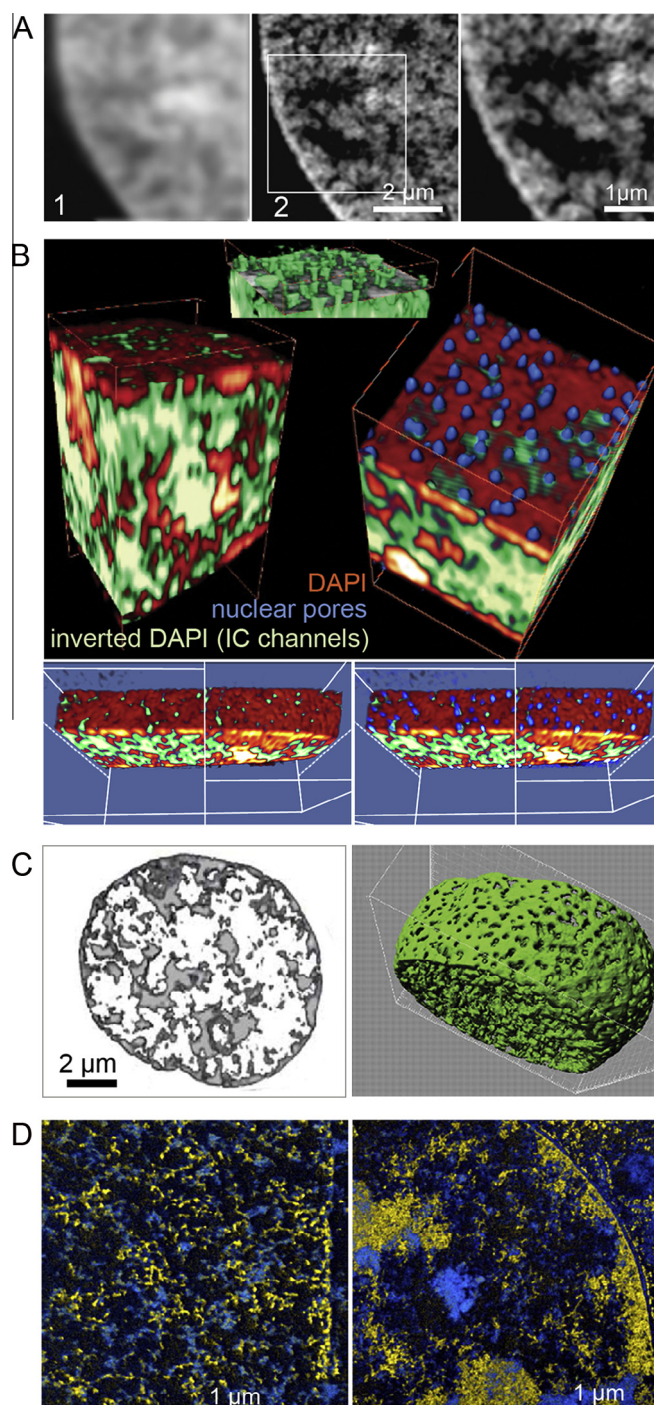 A
1
2
2 µm
1µm
B
DAPI
nuclear pores
inverted DAPI (IC channels)
C
2 µm
D
1 µm
1 µm